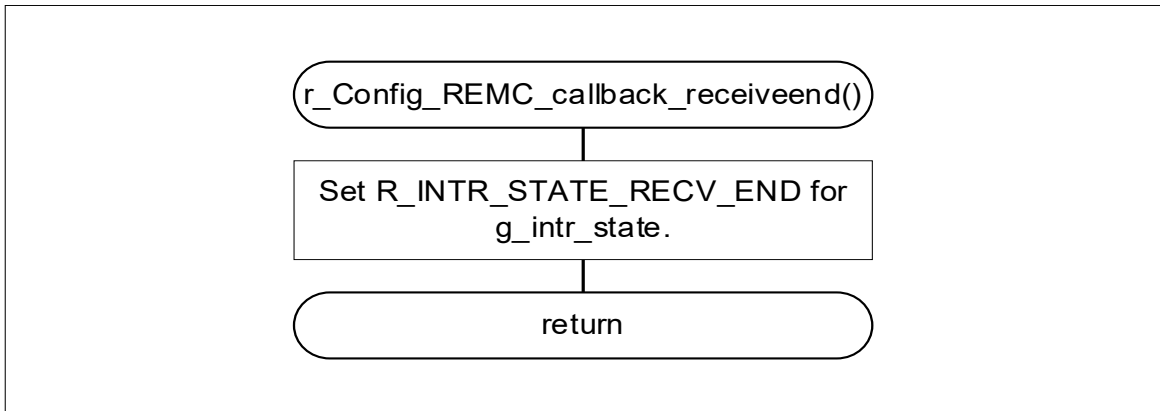 r_Config_REMC_callback_receiveend()
Set R_INTR_STATE_RECV_END for
g_intr_state.
return